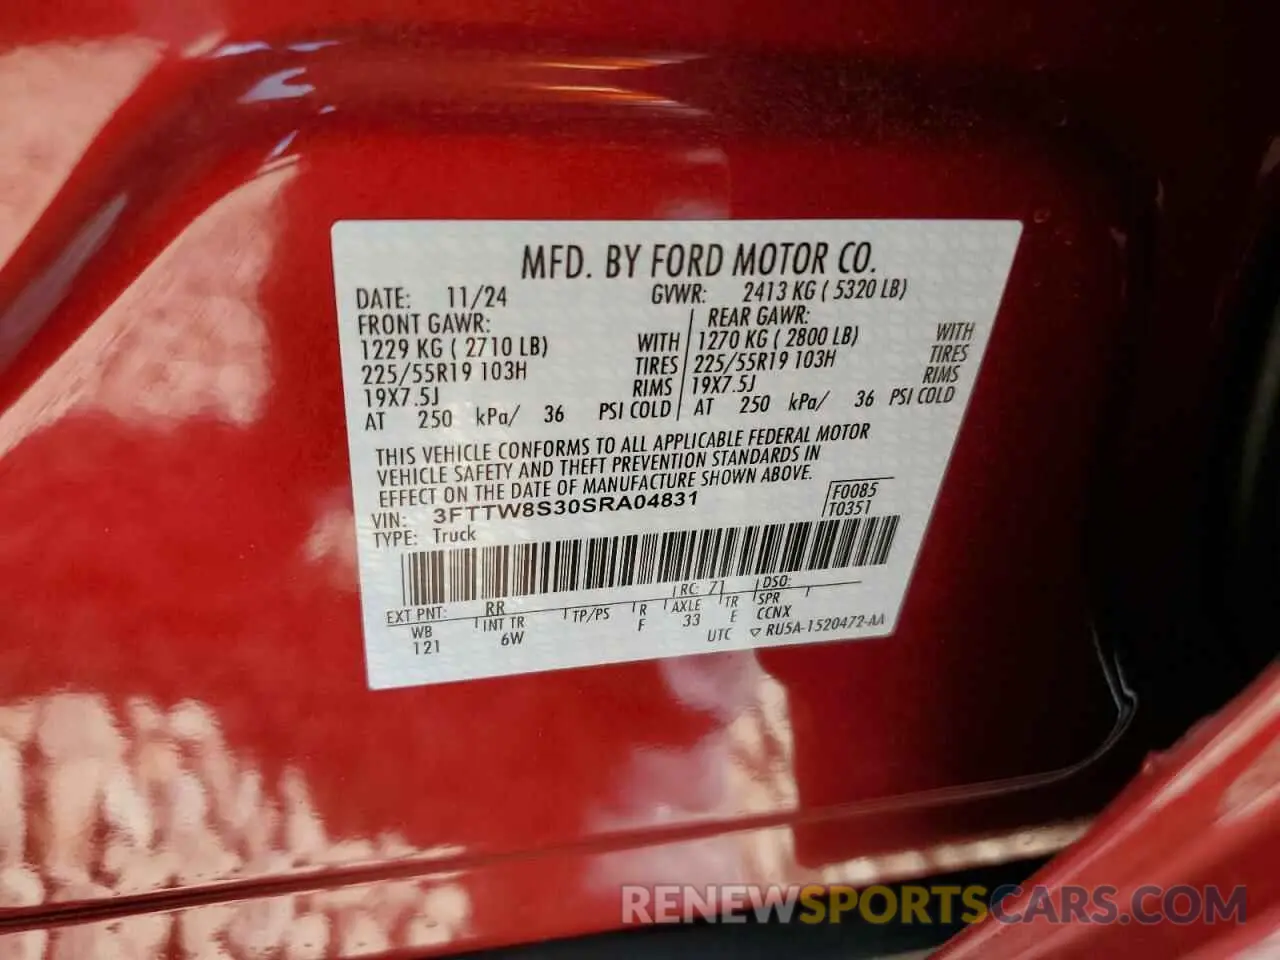 MFD. BY FORD MOTOR CO.
DATE: 11/24 GVWR: 2413 KG ( 5320 LB)
FRONT GAWR: REAR GAWR:
1229 KG ( 2710 LB) WITH 1270 KG ( 2800 LB) WITH
225/55R19 103H TIRES 225/55R19 103H TIRES
19X7.5J RIMS 19X7.5J RIMS
AT 250 kPa/ 36 PSI COLD AT 250 kPa/ 36 PSI COLD
THIS VEHICLE CONFORMS TO ALL APPLICABLE FEDERAL MOTOR
VEHICLE SAFETY AND THEFT PREVENTION STANDARDS IN
EFFECT ON THE DATE OF MANUFACTURE SHOWN ABOVE.
VIN: 3FTTW8S30SRA04831 F0085
TYPE: Truck T0351
EXT PNT: RR RC: 71 DSO:
WB INT TR TP/PS R AXLE TR SPR
121 6W F 33 E CCNX
UTC ▽ RU5A-1520472-AA
RENEWSPORTSCARS.COM